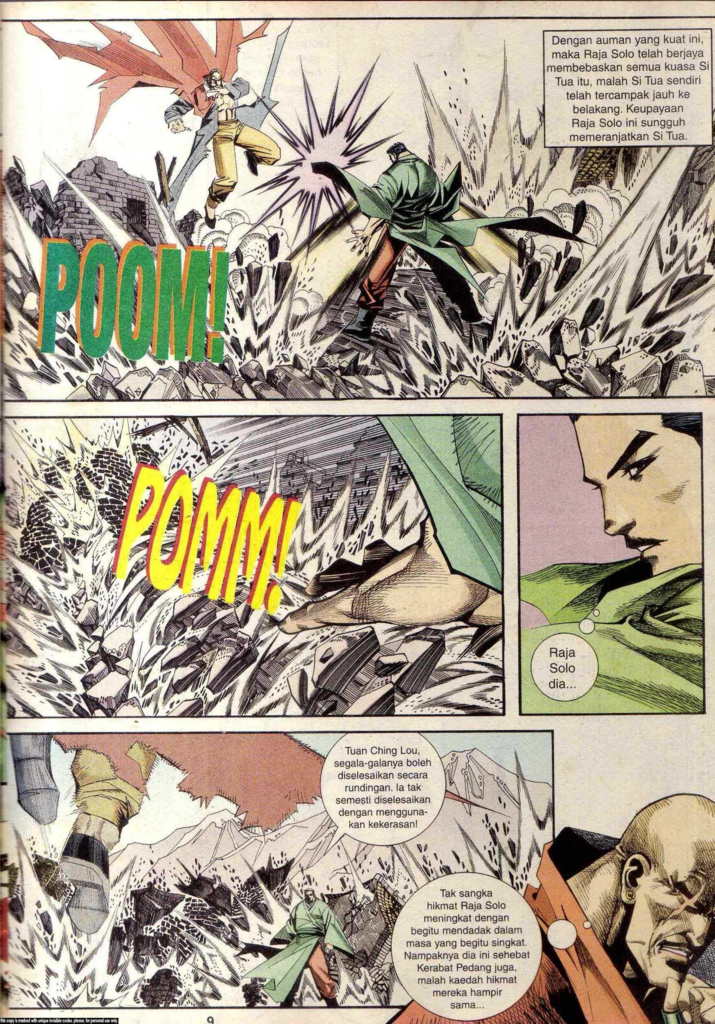 Dengan auman yang kuat ini,
maka Raja Solo telah berjaya
membebaskan semua kuasa Si
Tua itu, malah Si Tua sendiri
telah tercampak jauh ke
belakang. Keupayaan
Raja Solo ini sungguh
memeranjatkan Si Tua.
POOM!
POMM!
Raja
Solo
dia...
Tuan Ching Lou,
segala-galanya boleh
diselesaikan secara
rundingan. Ia tak
semesti diselesaikan
dengan mengguna-
kan kekerasan!
Tak sangka
hikmat Raja Solo
meningkat dengan
begitu mendadak dalam
masa yang begitu singkat.
Nampaknya dia ini sehebat
Kerabat Pedang juga,
malah kaedah hikmat
mereka hampir
sama...
9